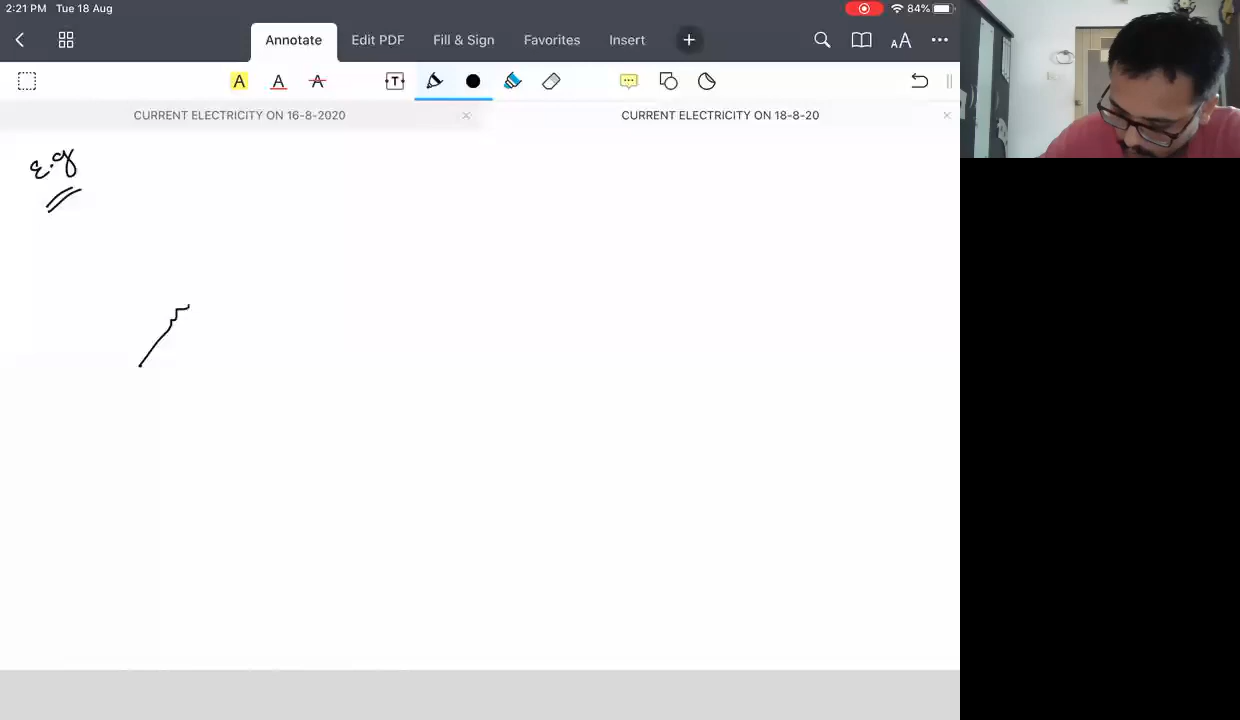 2:21 PM Tue 18 Aug 84%
Annotate Edit PDF Fill & Sign Favorites Insert
A A A T
CURRENT ELECTRICITY ON 16-8-2020 CURRENT ELECTRICITY ON 18-8-20
E.g